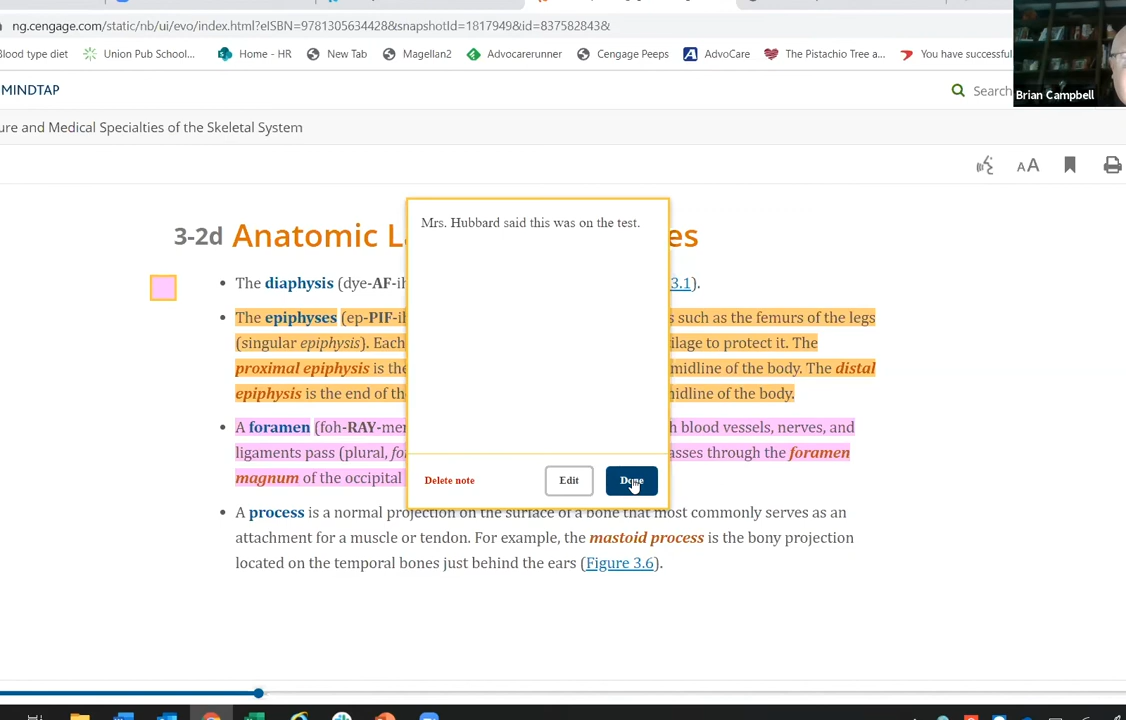 ng.cengage.com/static/nb/ui/evo/index.html?eISBN=9781305634428&snapshotId=1817949&id=837582843&
Blood type diet Union Pub School... Home - HR New Tab Magellan2 Advocarerunner Cengage Peeps AdvoCare The Pistachio Tree a... You have successful
MINDTAP
Search
Brian Campbell
ure and Medical Specialties of the Skeletal System
AA
Mrs. Hubbard said this was on the test.
3-2d Anatomic L es
• The diaphysis (dye-AF-ih 3.1).
• The epiphyses (ep-PIF-ih s such as the femurs of the legs
(singular epiphysis). Each ilage to protect it. The
proximal epiphysis is the midline of the body. The distal
epiphysis is the end of the midline of the body.
• A foramen (foh-RAY-men h blood vessels, nerves, and
ligaments pass (plural, fo asses through the foramen
magnum of the occipital
Delete note Edit Done
• A process is a normal projection on the surface of a bone that most commonly serves as an
attachment for a muscle or tendon. For example, the mastoid process is the bony projection
located on the temporal bones just behind the ears (Figure 3.6).